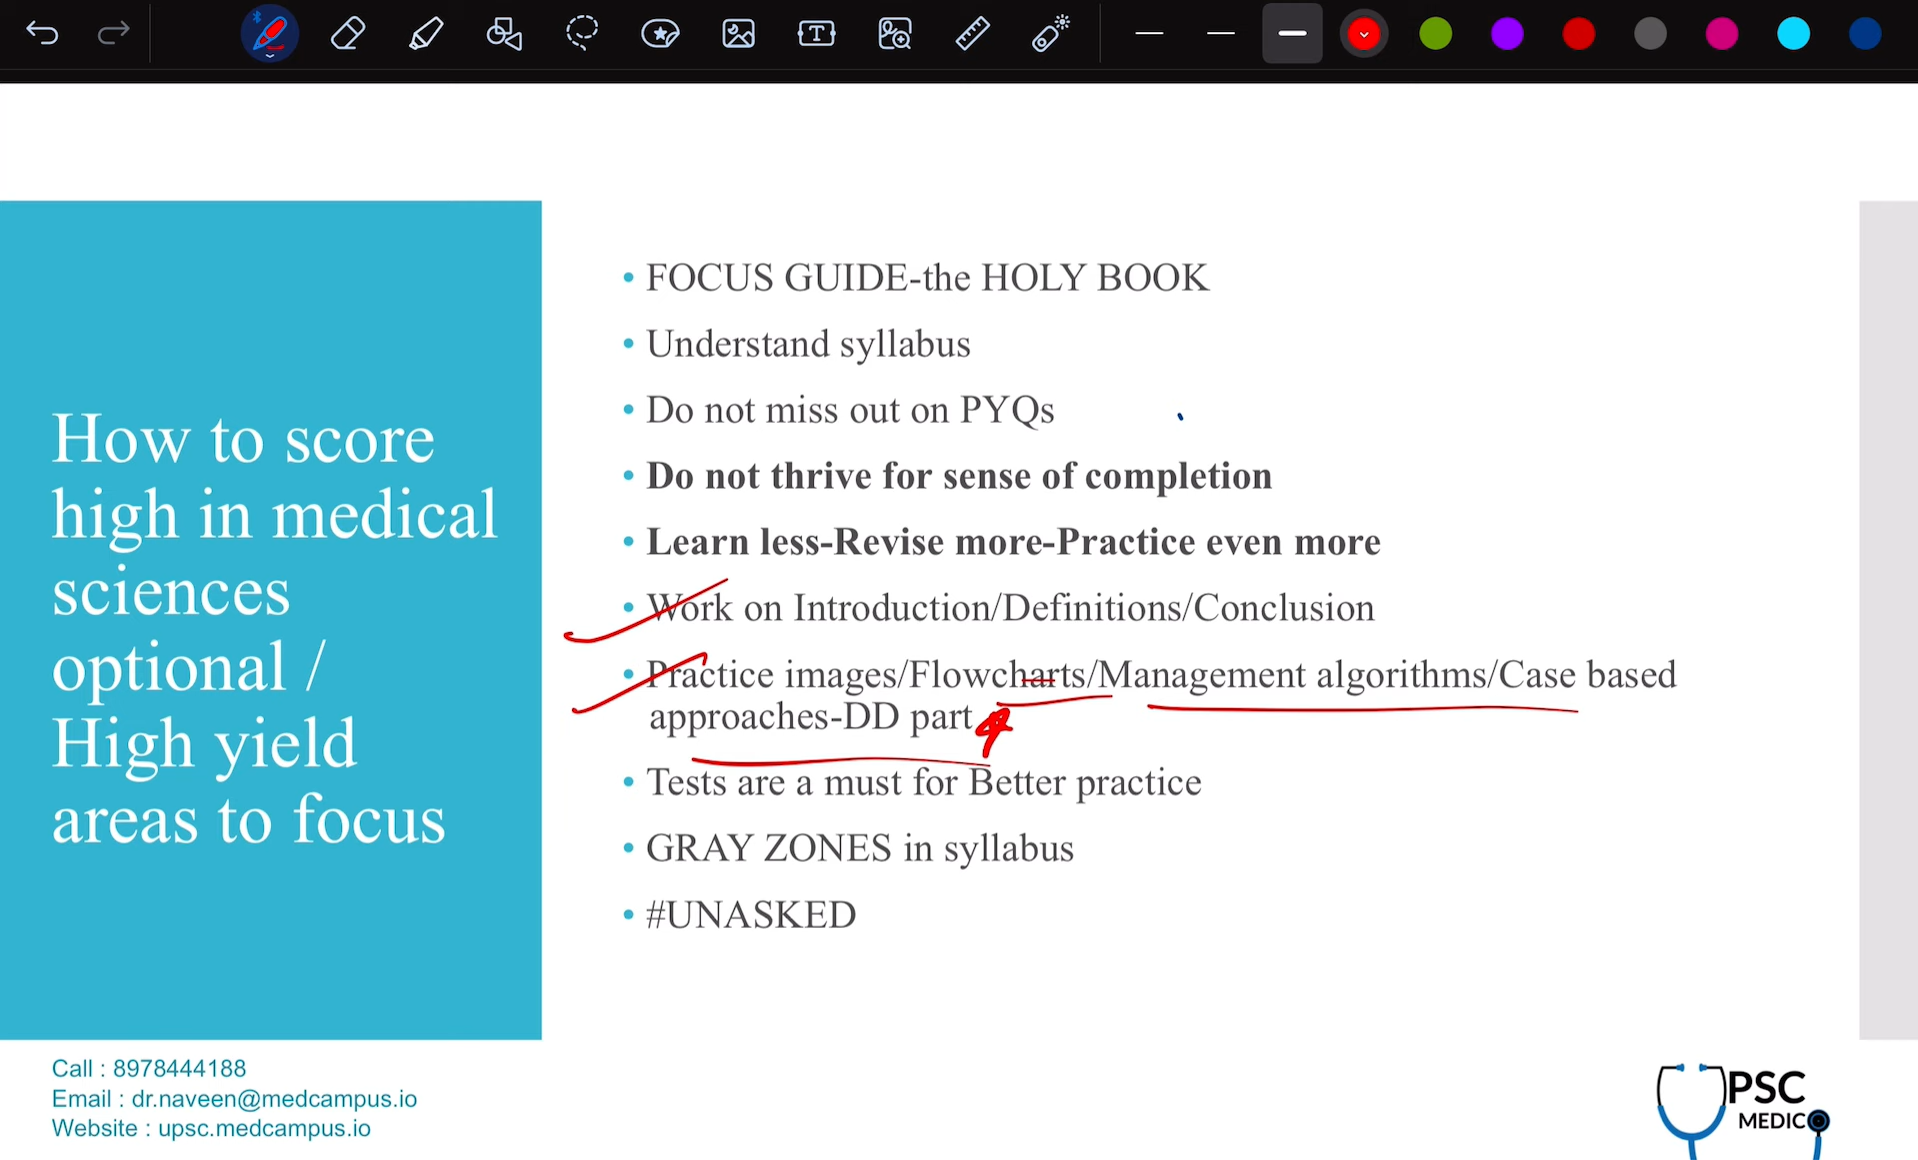 How to score
high in medical
sciences
optional /
High yield
areas to focus
• FOCUS GUIDE-the HOLY BOOK
• Understand syllabus
• Do not miss out on PYQs
• Do not thrive for sense of completion
• Learn less-Revise more-Practice even more
• Work on Introduction/Definitions/Conclusion
• Practice images/Flowcharts/Management algorithms/Case based
approaches-DD part
• Tests are a must for Better practice
• GRAY ZONES in syllabus
• #UNASKED
Call : 8978444188
Email : dr.naveen@medcampus.io
Website : upsc.medcampus.io
UPSC
MEDICO